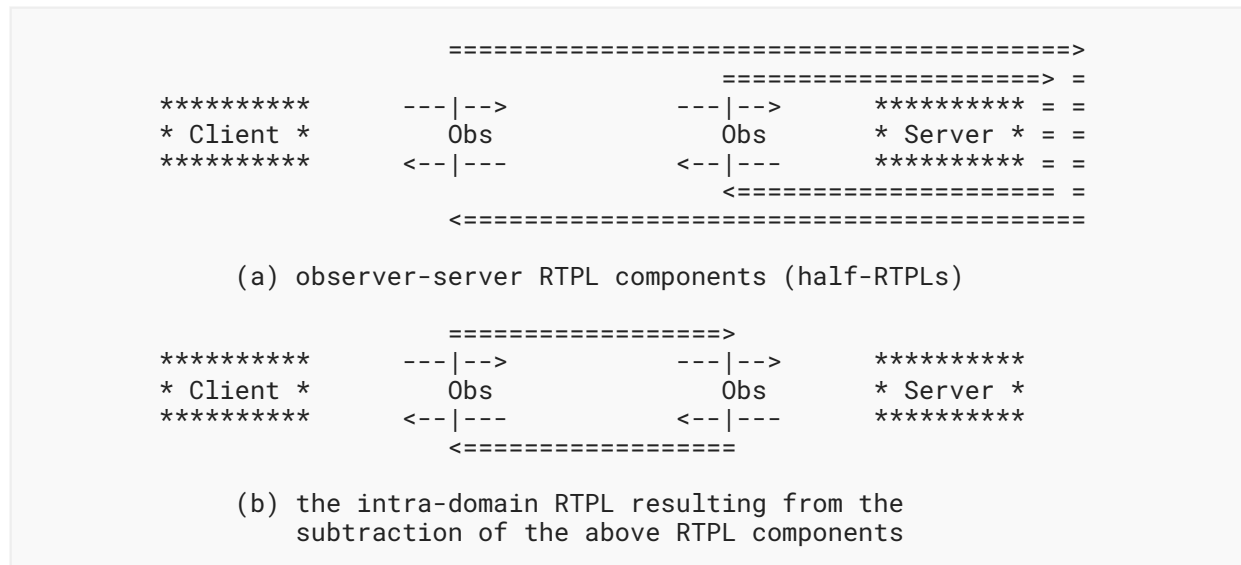 =========================================>
                                     =====================> =
**********      ---|-->           ---|-->      ********** = =
* Client *         Obs               Obs       * Server * = =
**********      <--|---           <--|---      ********** = =
                                     <===================== =
                   <=========================================
     (a) observer-server RTPL components (half-RTPLs)
                   ==================>
**********      ---|-->           ---|-->      **********
* Client *         Obs               Obs       * Server *
**********      <--|---           <--|---      **********
                   <==================
     (b) the intra-domain RTPL resulting from the
         subtraction of the above RTPL components